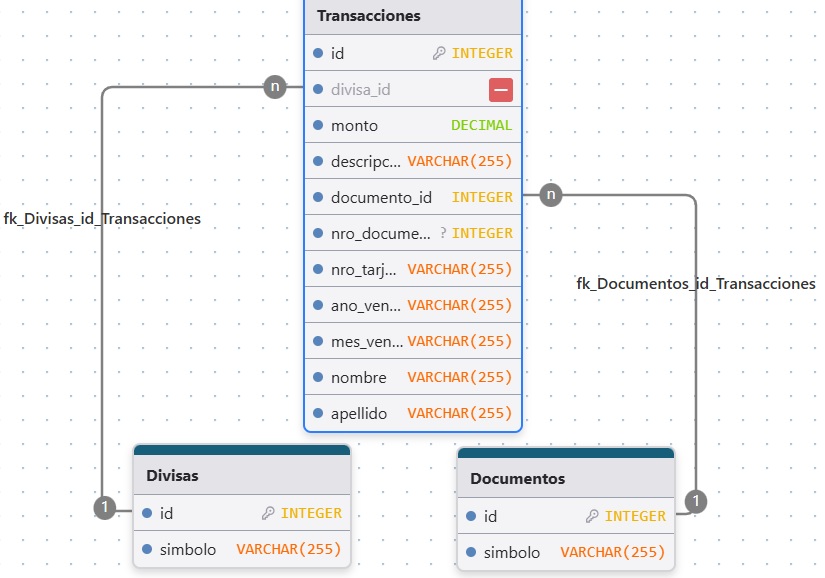 Transacciones
id INTEGER
divisa_id
monto DECIMAL
descripc... VARCHAR(255)
documento_id INTEGER
nro_docume... ? INTEGER
nro_tarj... VARCHAR(255)
ano_ven... VARCHAR(255)
mes_ven... VARCHAR(255)
nombre VARCHAR(255)
apellido VARCHAR(255)
n
n
fk_Divisas_id_Transacciones
fk_Documentos_id_Transacciones
Divisas
1
id INTEGER
simbolo VARCHAR(255)
Documentos
1
id INTEGER
simbolo VARCHAR(255)